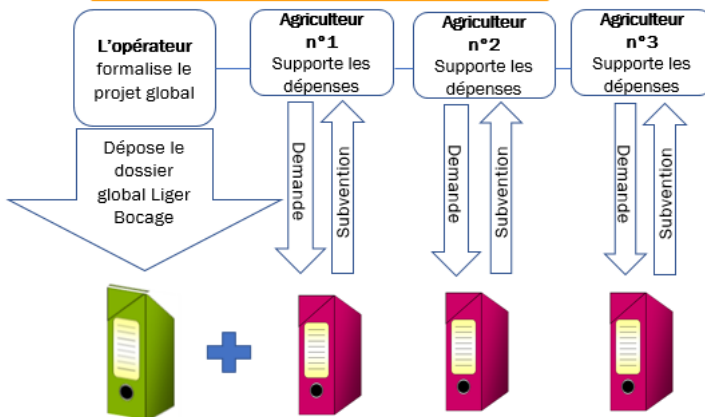 L'opérateur
formalise le
projet global
Agriculteur
n°1
Supporte les
dépenses
Agriculteur
n°2
Supporte les
dépenses
Agriculteur
n°3
Supporte les
dépenses
Dépose le
dossier
global Liger
Bocage
Demande
Subvention
Demande
Subvention
Demande
Subvention